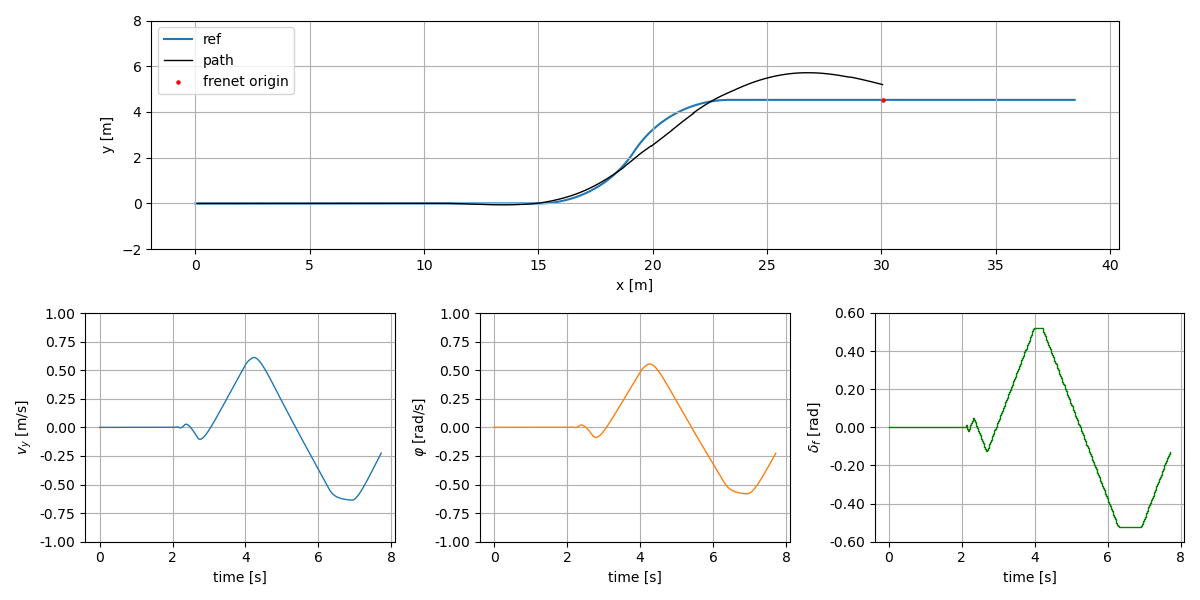 8
6
4
2
0
−2
y [m]
ref
path
frenet origin
0 5 10 15 20 25 30 35 40
x [m]
1.00
0.75
0.50
0.25
0.00
-0.25
-0.50
-0.75
-1.00
v_y [m/s]
0 2 4 6 8
time [s]
1.00
0.75
0.50
0.25
0.00
-0.25
-0.50
-0.75
-1.00
φ [rad/s]
0 2 4 6 8
time [s]
0.60
0.40
0.20
0.00
-0.20
-0.40
-0.60
δ_f [rad]
0 2 4 6 8
time [s]